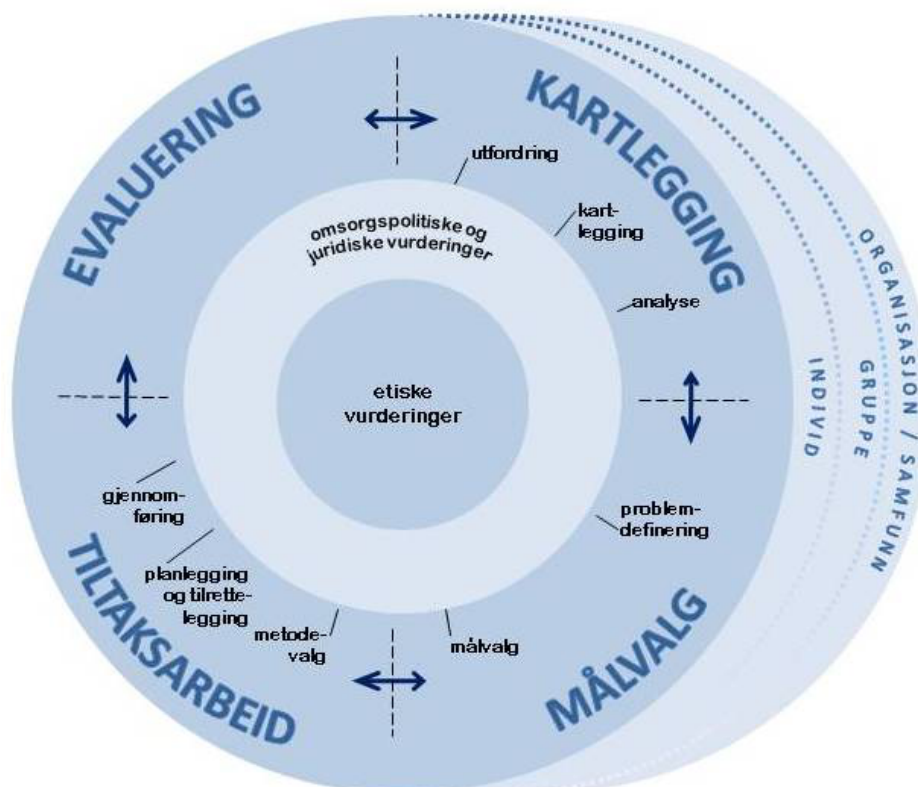 EVALUERING
KARTLEGGING
utfordring
kart-
legging
analyse
omsorgspolitiske og
juridiske vurderinger
etiske
vurderinger
ORGANISASJON / SAMFUNN
GRUPPE
INDIVID
problem-
definering
MÅLVALG
målvalg
metode-
valg
planlegging
og tilrette-
legging
gjennom-
føring
TILTAKSARBEID